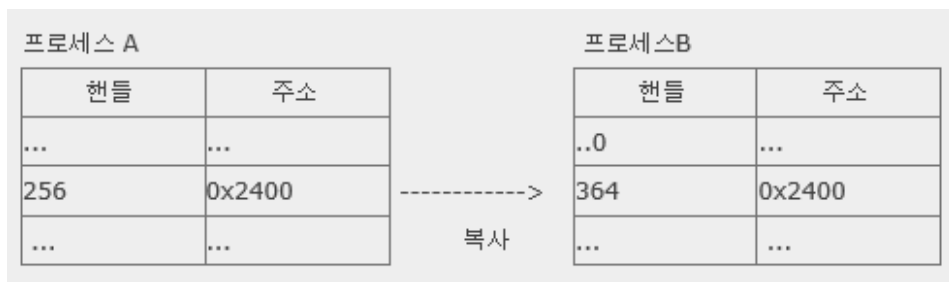 프로세스 A 프로세스B
핸들 주소 핸들 주소
... ... ..0 ...
256 0x2400 ------------> 364 0x2400
... ... 복사 ... ...